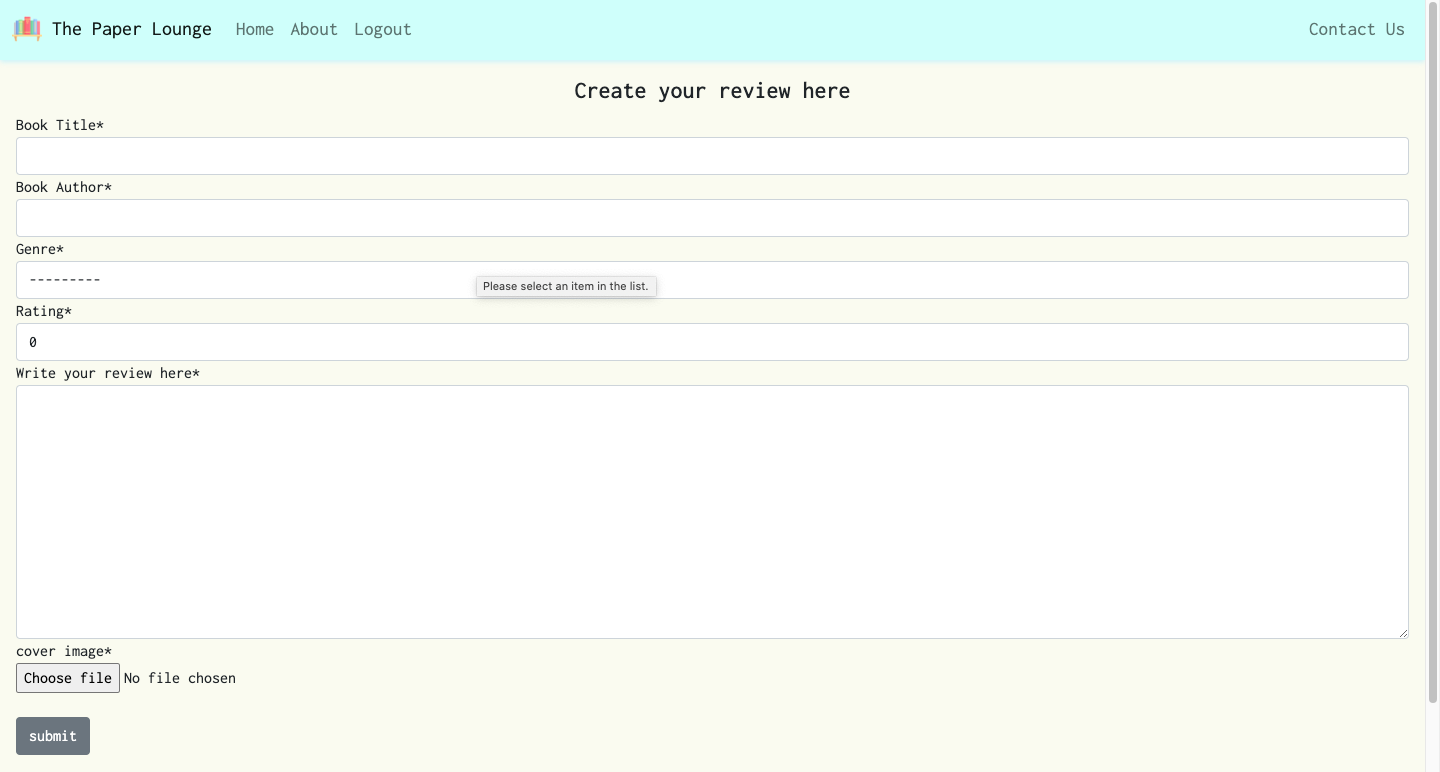 The Paper Lounge Home About Logout Contact Us
Create your review here
Book Title*
Book Author*
Genre*
---------
Please select an item in the list.
Rating*
0
Write your review here*
cover image*
Choose file No file chosen
submit